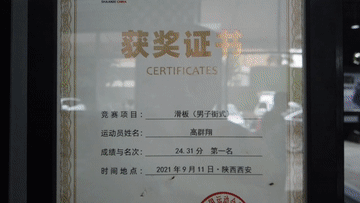 获奖证书
CERTIFICATES
竞赛项目： 滑板（男子街式）
运动员姓名： 高群翔
成绩与名次： 24.31分 第一名
时间地点： 2021年9月11日·陕西西安